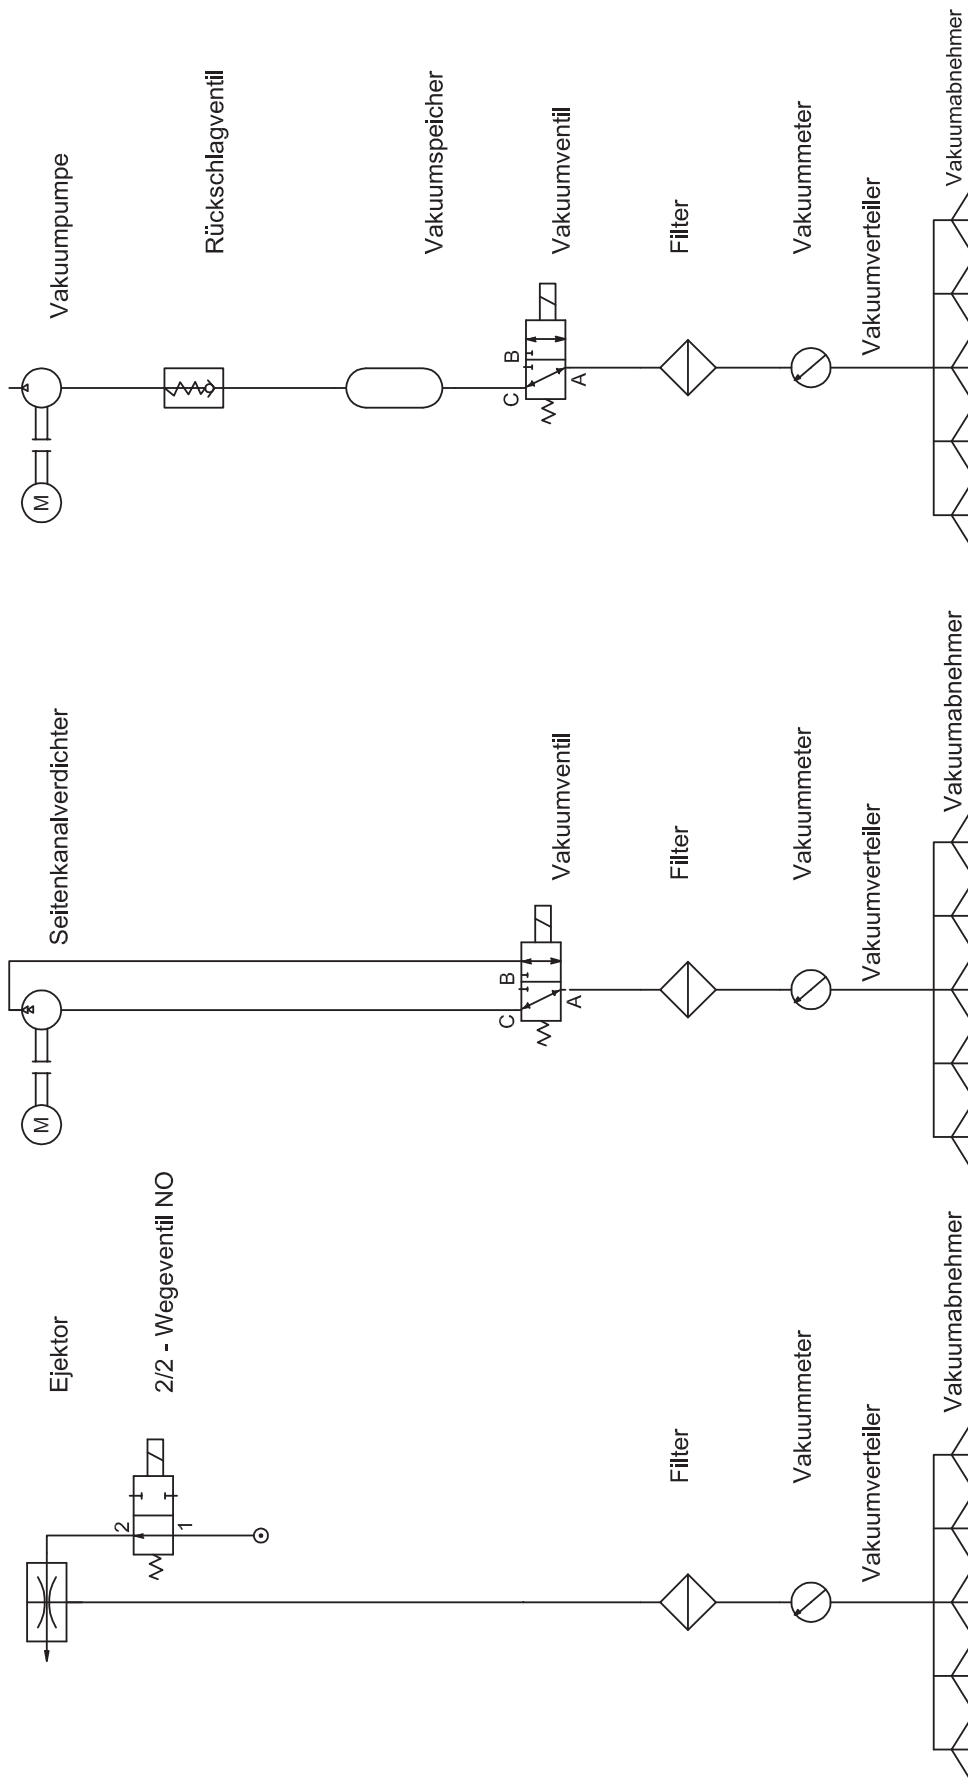 Ejektor
2/2 - Wegeventil NO
2
1
Filter
Vakuummeter
Vakuumverteiler
Vakuumabnehmer
Seitenkanalverdichter
M
Vakuumventil
C
B
A
Filter
Vakuummeter
Vakuumverteiler
Vakuumabnehmer
Vakuumpumpe
M
Rückschlagventil
Vakuumspeicher
Vakuumventil
C
B
A
Filter
Vakuummeter
Vakuumverteiler
Vakuumabnehmer